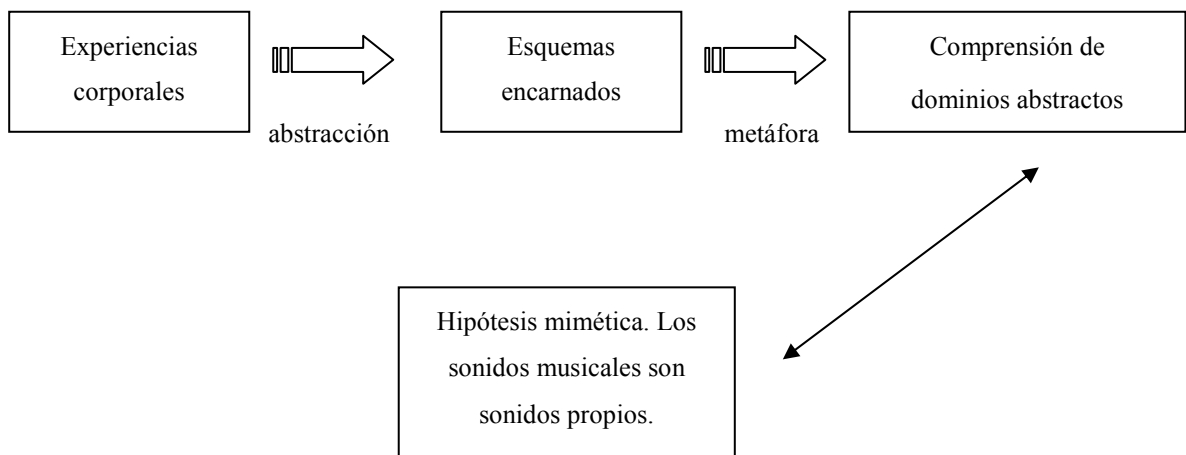 Experiencias
corporales
abstracción
Esquemas
encarnados
metáfora
Comprensión de
dominios abstractos
Hipótesis mimética. Los
sonidos musicales son
sonidos propios.